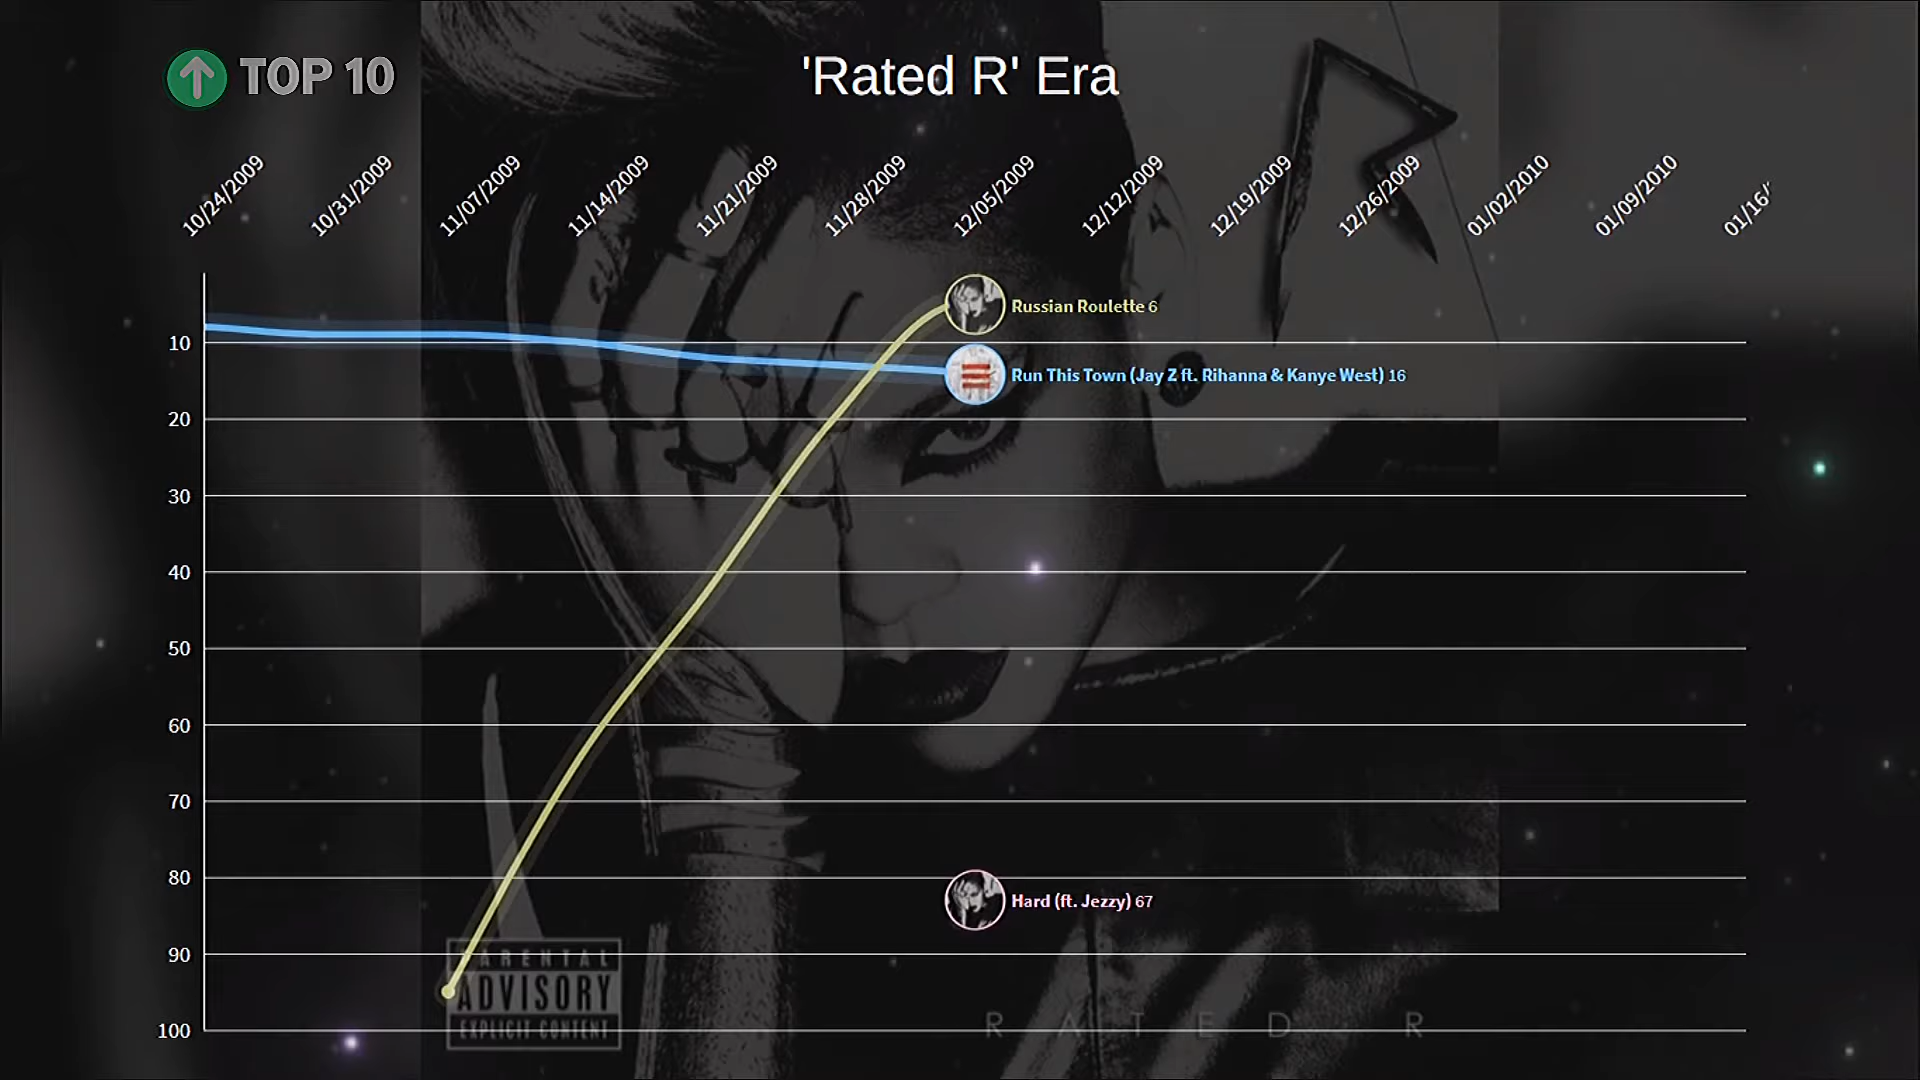 TOP 10
'Rated R' Era
10/24/2009
10/31/2009
11/07/2009
11/14/2009
11/21/2009
11/28/2009
12/05/2009
12/12/2009
12/19/2009
12/26/2009
01/02/2010
01/09/2010
01/16/
Russian Roulette 6
10
Run This Town (Jay Z ft. Rihanna & Kanye West) 16
20
30
40
50
60
70
80
Hard (ft. Jezzy) 67
90
PARENTAL
ADVISORY
EXPLICIT CONTENT
100
RATED R